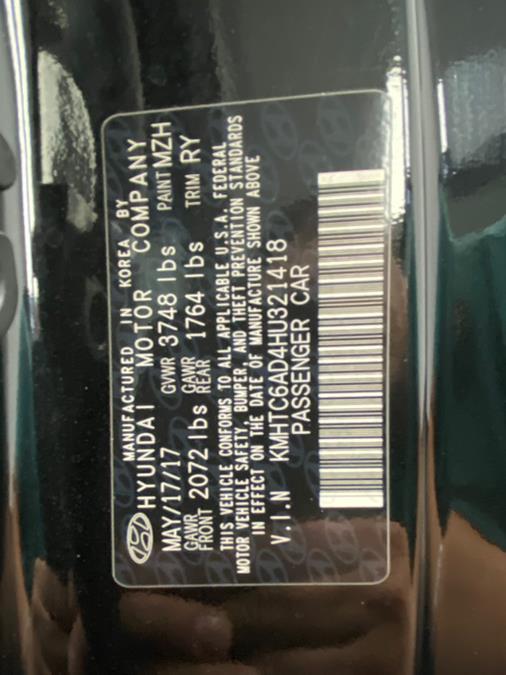 MANUFACTURED IN KOREA BY
HYUNDAI MOTOR COMPANY
MAY/17/17 GVWR 3748 lbs PAINT MZH
GAWR FRONT 2072 lbs GAWR REAR 1764 lbs TRIM RY
THIS VEHICLE CONFORMS TO ALL APPLICABLE U.S.A. FEDERAL
MOTOR VEHICLE SAFETY, BUMPER, AND THEFT PREVENTION STANDARDS
IN EFFECT ON THE DATE OF MANUFACTURE SHOWN ABOVE
V.I.N KMHTC6AD4HU321418
PASSENGER CAR